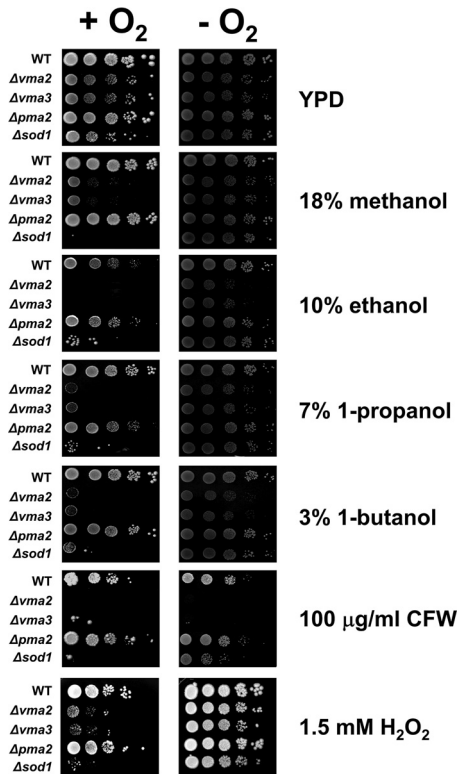 + O₂ - O₂
WT
Δvma2
Δvma3
Δpma2
Δsod1
YPD
WT
Δvma2
Δvma3
Δpma2
Δsod1
18% methanol
WT
Δvma2
Δvma3
Δpma2
Δsod1
10% ethanol
WT
Δvma2
Δvma3
Δpma2
Δsod1
7% 1-propanol
WT
Δvma2
Δvma3
Δpma2
Δsod1
3% 1-butanol
WT
Δvma2
Δvma3
Δpma2
Δsod1
100 μg/ml CFW
WT
Δvma2
Δvma3
Δpma2
Δsod1
1.5 mM H₂O₂